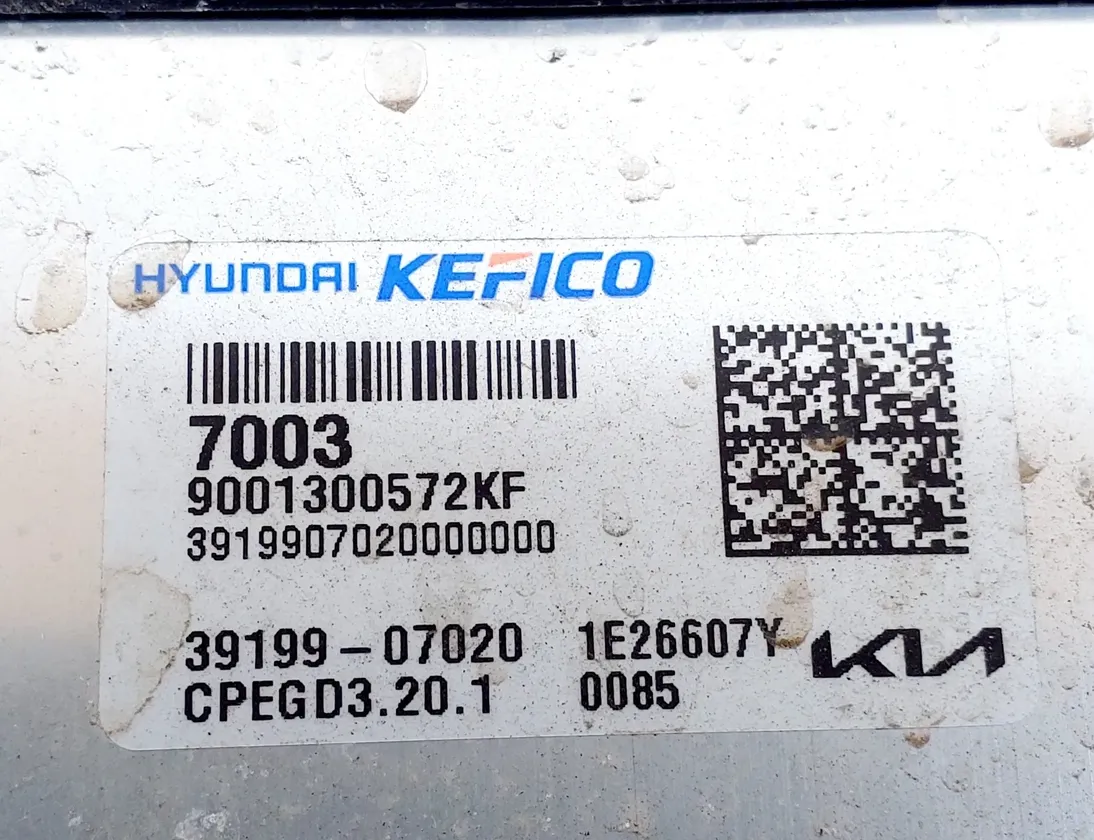 HYUNDAI KEFICO
7003
9001300572KF
3919907020000000
39199-07020 1E26607Y
CPEGD3.20.1 0085
KIA